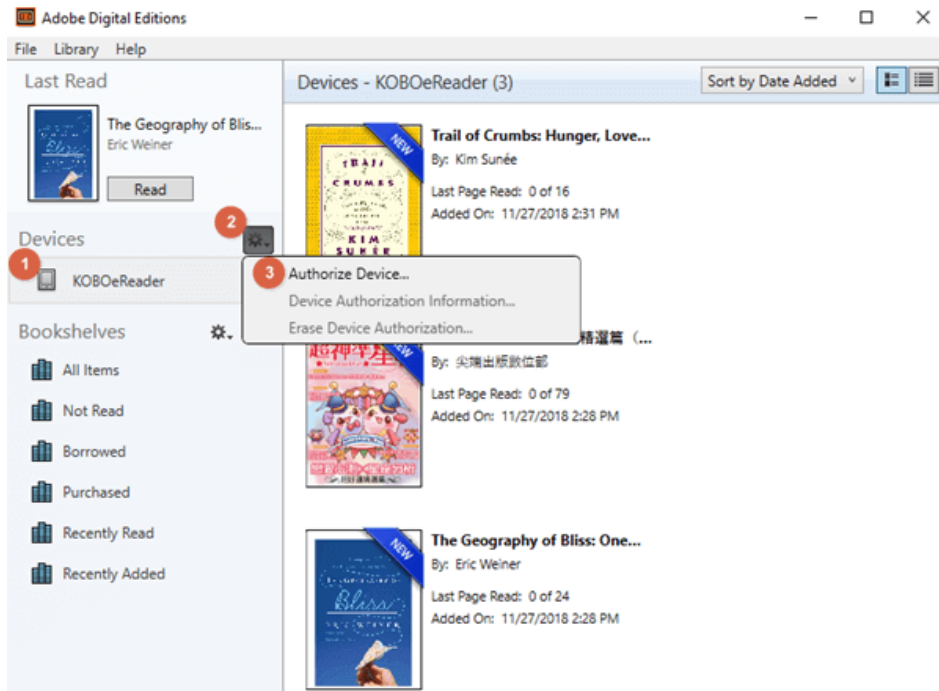 Adobe Digital Editions
File Library Help
Last Read
The Geography of Blis...
Eric Weiner
Read
Devices
2
1
KOBOeReader
3 Authorize Device...
Device Authorization Information...
Erase Device Authorization...
Bookshelves
All Items
Not Read
Borrowed
Purchased
Recently Read
Recently Added
Devices - KOBOeReader (3)
Sort by Date Added
NEW
TRAIL
CRUMBS
KIM
SUNÉE
Trail of Crumbs: Hunger, Love...
By: Kim Sunée
Last Page Read: 0 of 16
Added On: 11/27/2018 2:31 PM
精選篇（...
By: 尖端出版數位部
Last Page Read: 0 of 79
Added On: 11/27/2018 2:28 PM
NEW
Bliss
ERIC WEINER
The Geography of Bliss: One...
By: Eric Weiner
Last Page Read: 0 of 24
Added On: 11/27/2018 2:28 PM